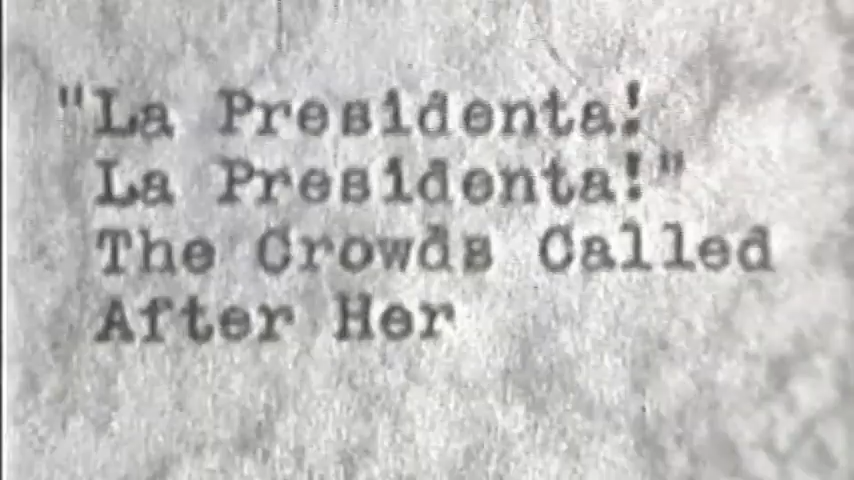 "La Presidenta!
La Presidenta!"
The Crowds Called
After Her